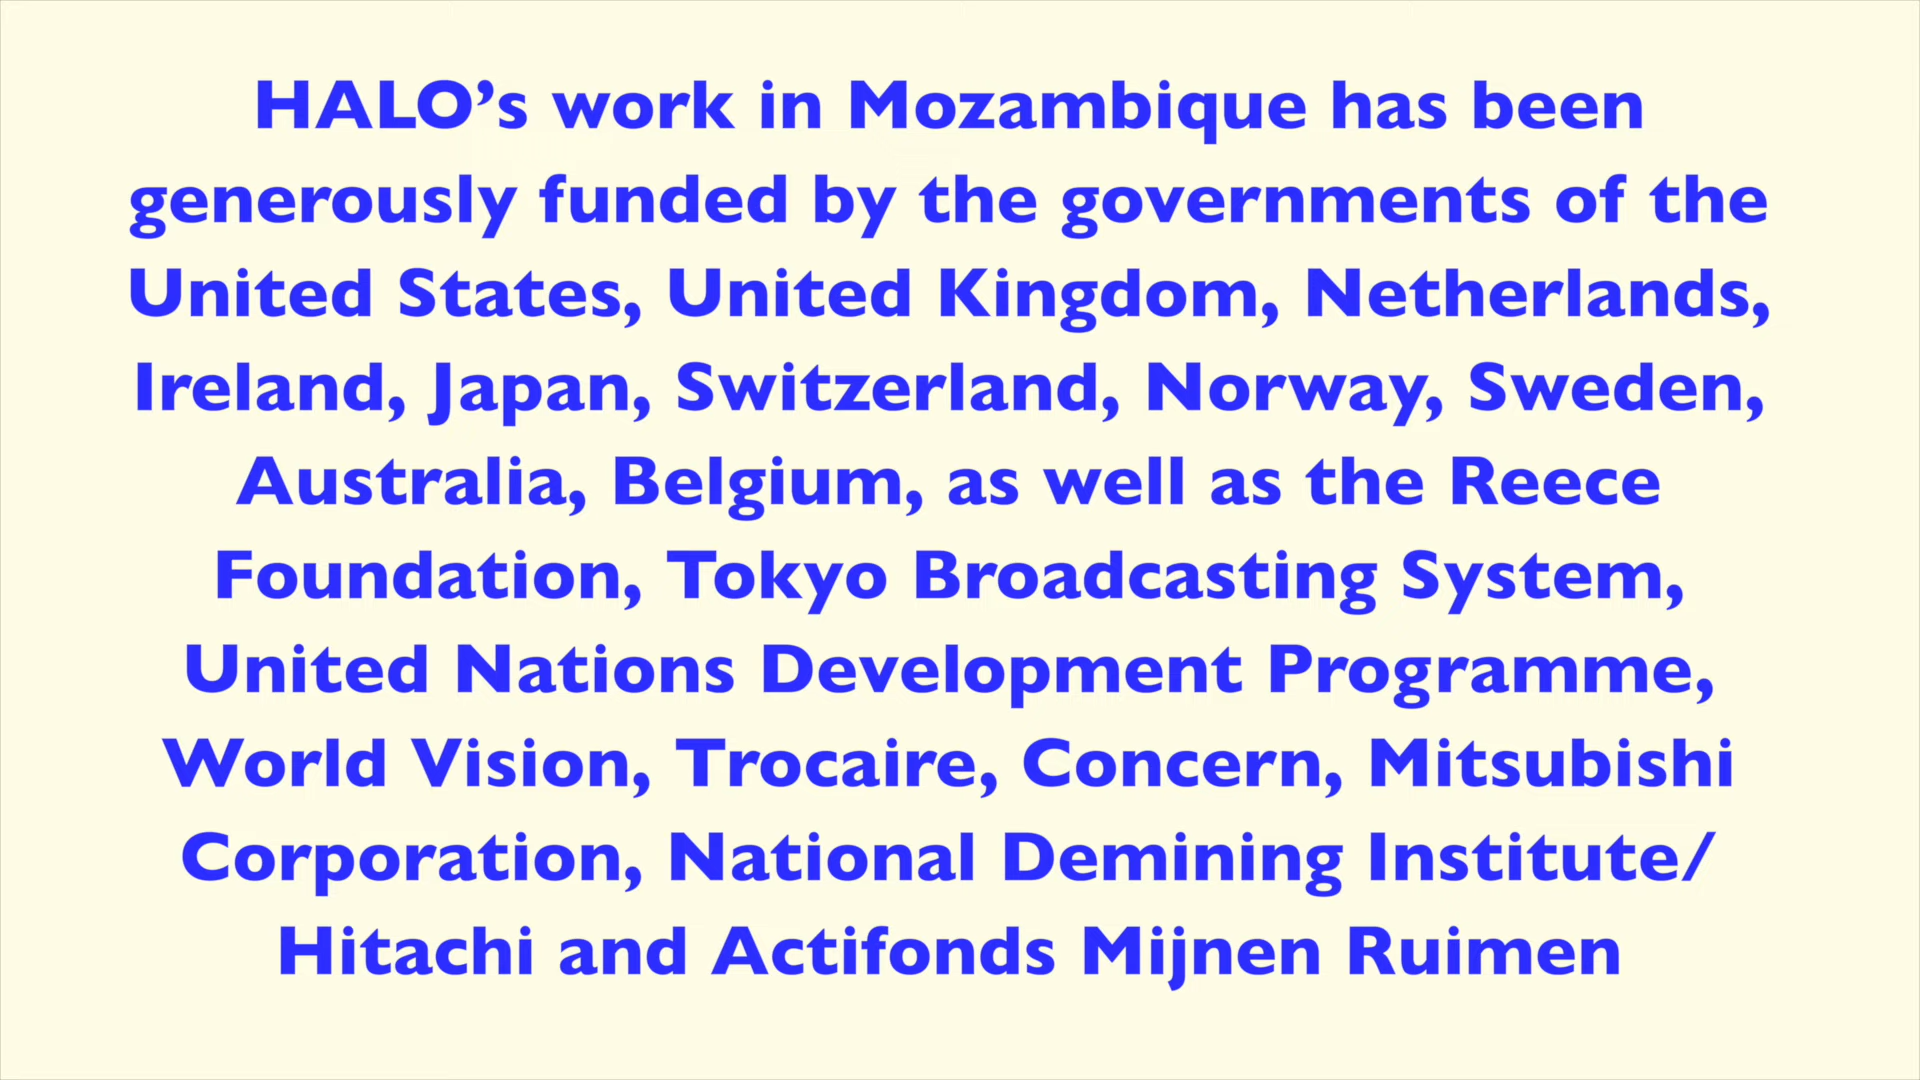 HALO’s work in Mozambique has been
generously funded by the governments of the
United States, United Kingdom, Netherlands,
Ireland, Japan, Switzerland, Norway, Sweden,
Australia, Belgium, as well as the Reece
Foundation, Tokyo Broadcasting System,
United Nations Development Programme,
World Vision, Trocaire, Concern, Mitsubishi
Corporation, National Demining Institute/
Hitachi and Actifonds Mijnen Ruimen